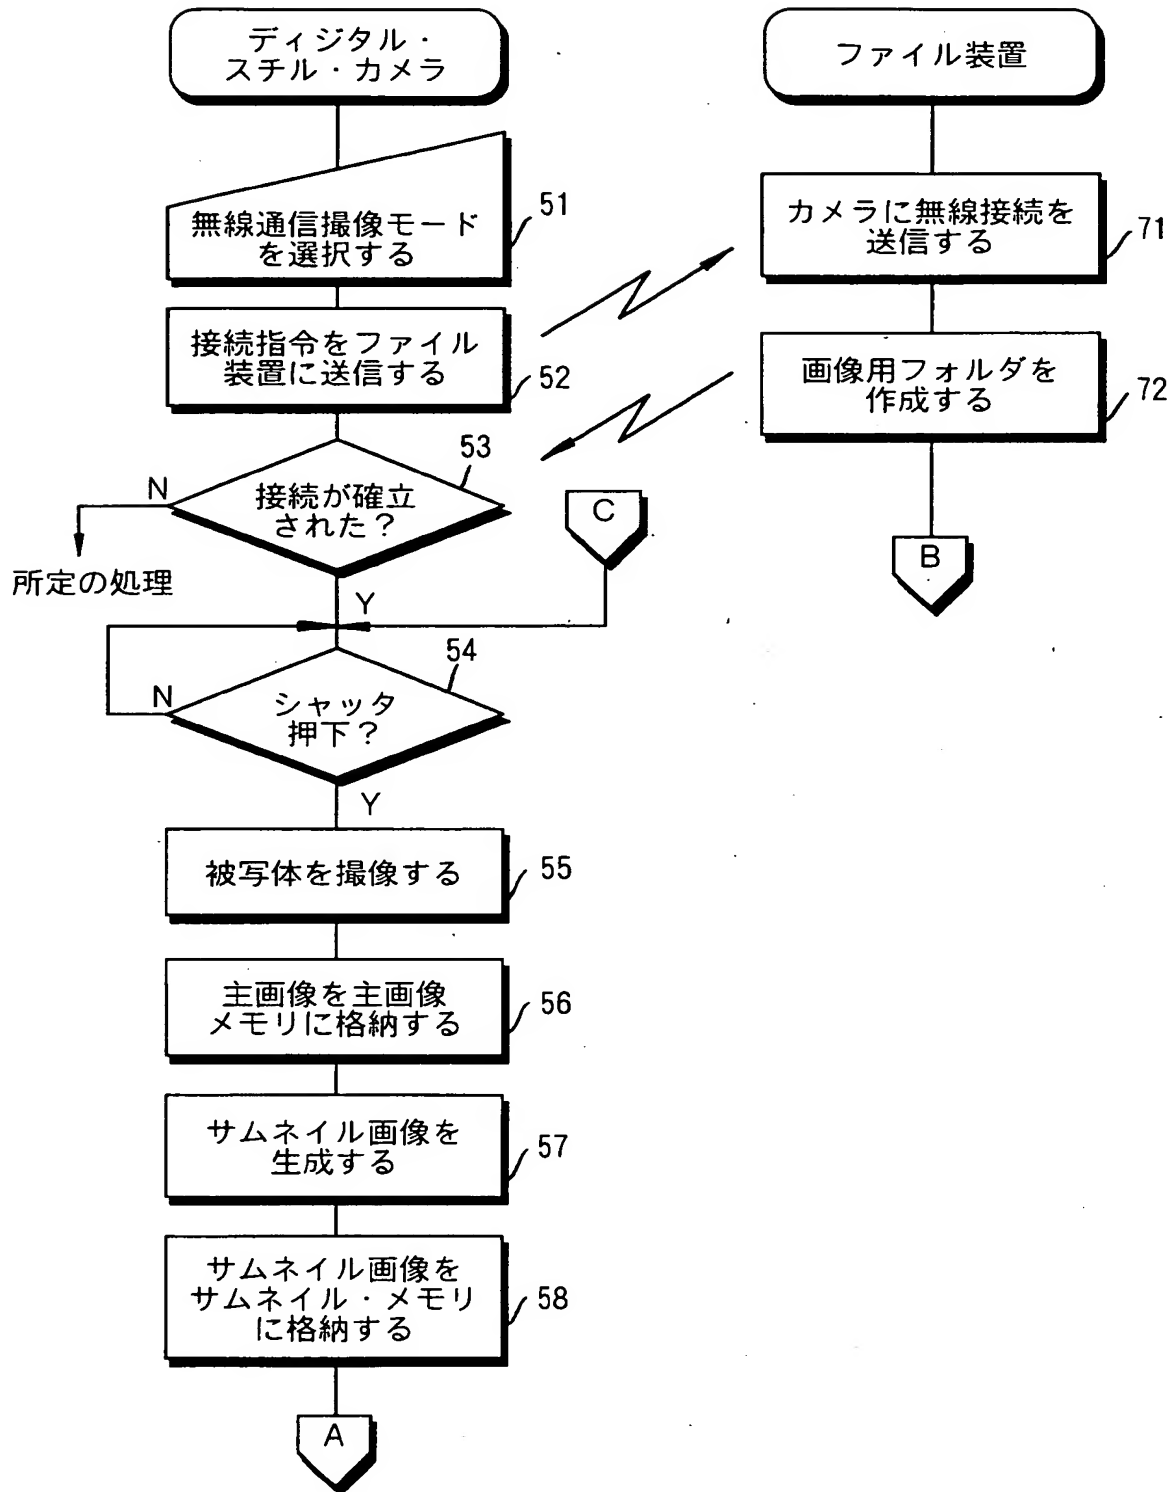 ディジタル・
スチル・カメラ
無線通信撮像モード
を選択する
51
接続指令をファイル
装置に送信する
52
53
接続が確立
された?
N
所定の処理
Y
C
54
シャッタ
押下?
N
Y
被写体を撮像する
55
主画像を主画像
メモリに格納する
56
サムネイル画像を
生成する
57
サムネイル画像を
サムネイル・メモリ
に格納する
58
A
ファイル装置
カメラに無線接続を
送信する
71
画像用フォルダを
作成する
72
B